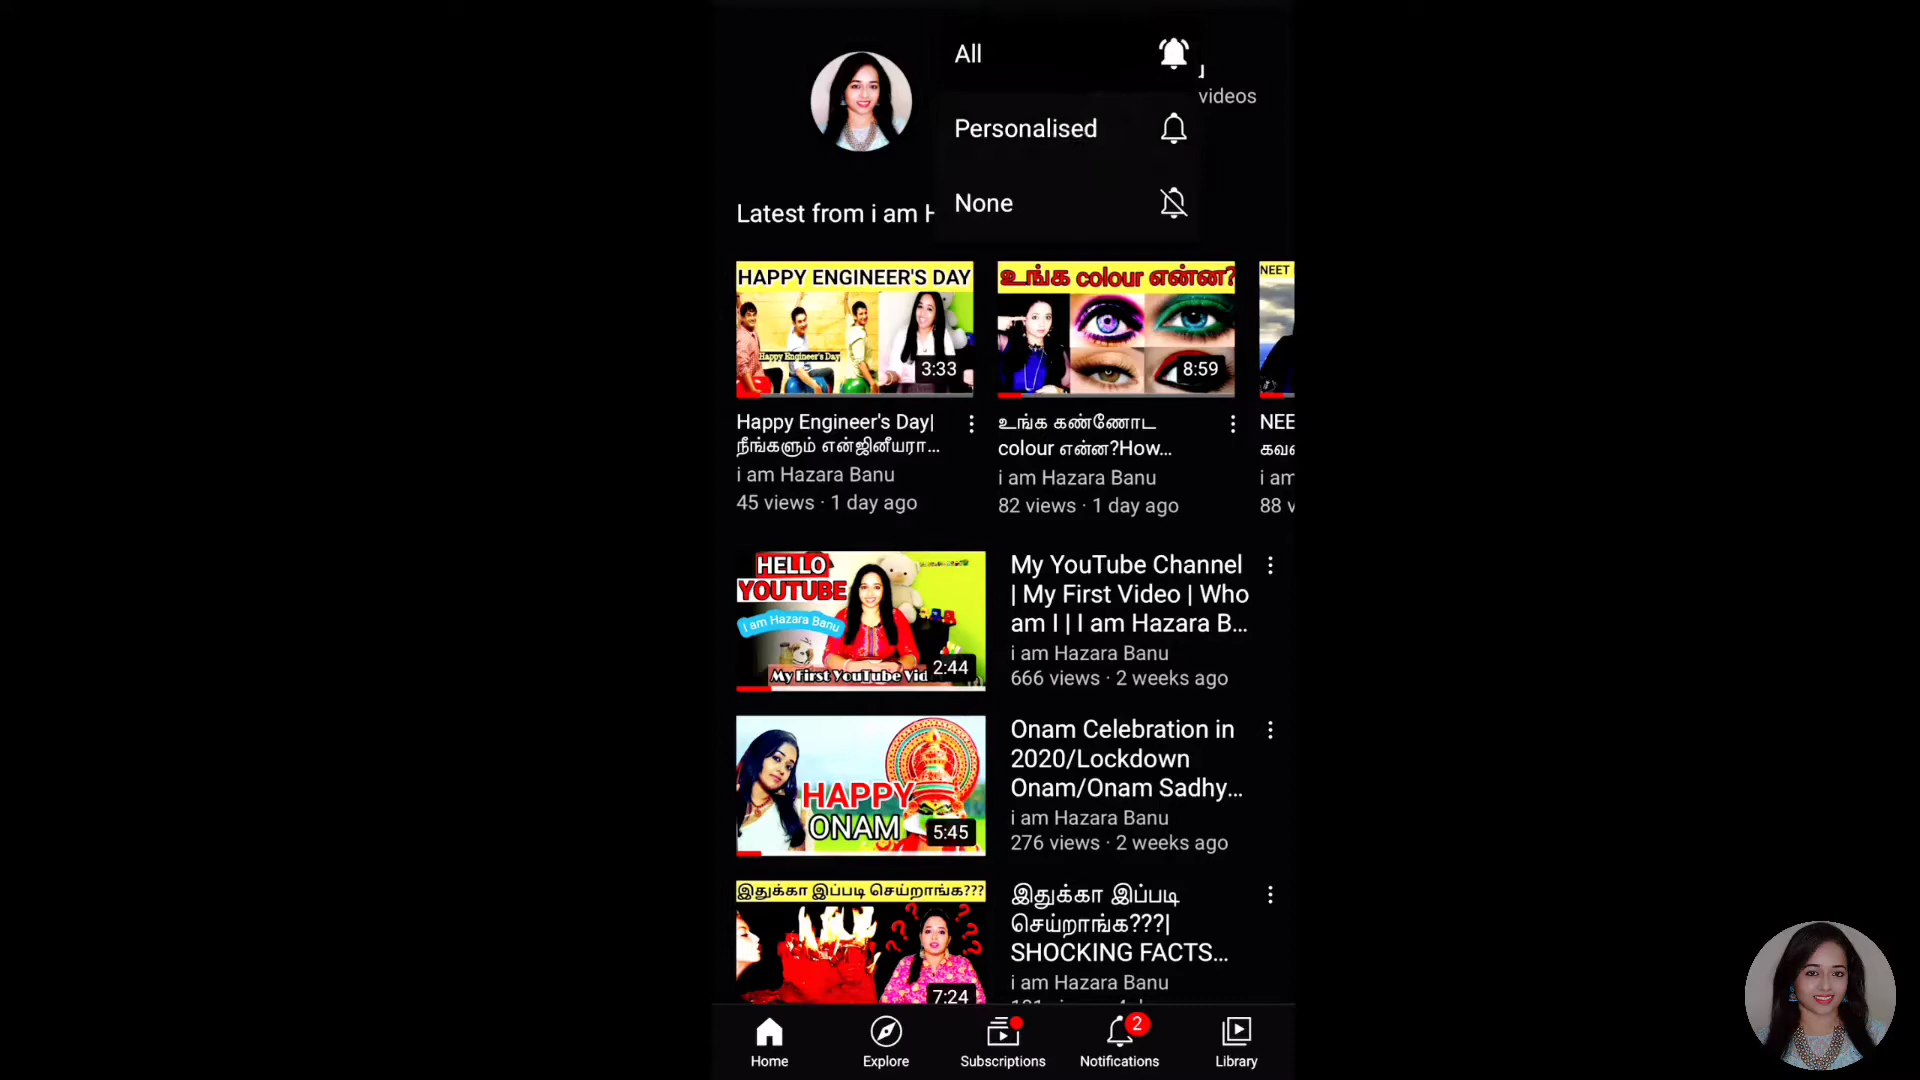 All
videos
Personalised
None
Latest from i am H
HAPPY ENGINEER'S DAY
Happy Engineer's Day
3:33
Happy Engineer's Day|
நீங்களும் என்ஜினீயரா...
i am Hazara Banu
45 views · 1 day ago
உங்க colour என்ன?
8:59
உங்க கண்ணோட
colour என்ன?How...
i am Hazara Banu
82 views · 1 day ago
NEET
NEE
i am
88 v
HELLO
YOUTUBE
I am Hazara Banu
My First YouTube Vid
2:44
My YouTube Channel
| My First Video | Who
am I | I am Hazara B...
i am Hazara Banu
666 views · 2 weeks ago
HAPPY
ONAM
5:45
Onam Celebration in
2020/Lockdown
Onam/Onam Sadhy...
i am Hazara Banu
276 views · 2 weeks ago
இதுக்கா இப்படி செய்றாங்க???
7:24
இதுக்கா இப்படி
செய்றாங்க???|
SHOCKING FACTS...
i am Hazara Banu
Home
Explore
Subscriptions
2
Notifications
Library